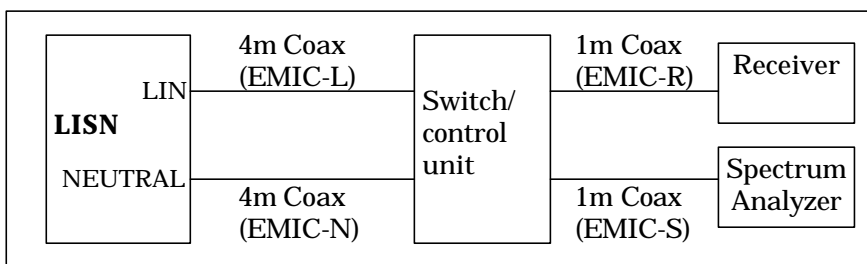 4m Coax
(EMIC-L)
1m Coax
(EMIC-R)
Receiver
LIN
LISN
Switch/
control
unit
NEUTRAL
4m Coax
(EMIC-N)
1m Coax
(EMIC-S)
Spectrum
Analyzer